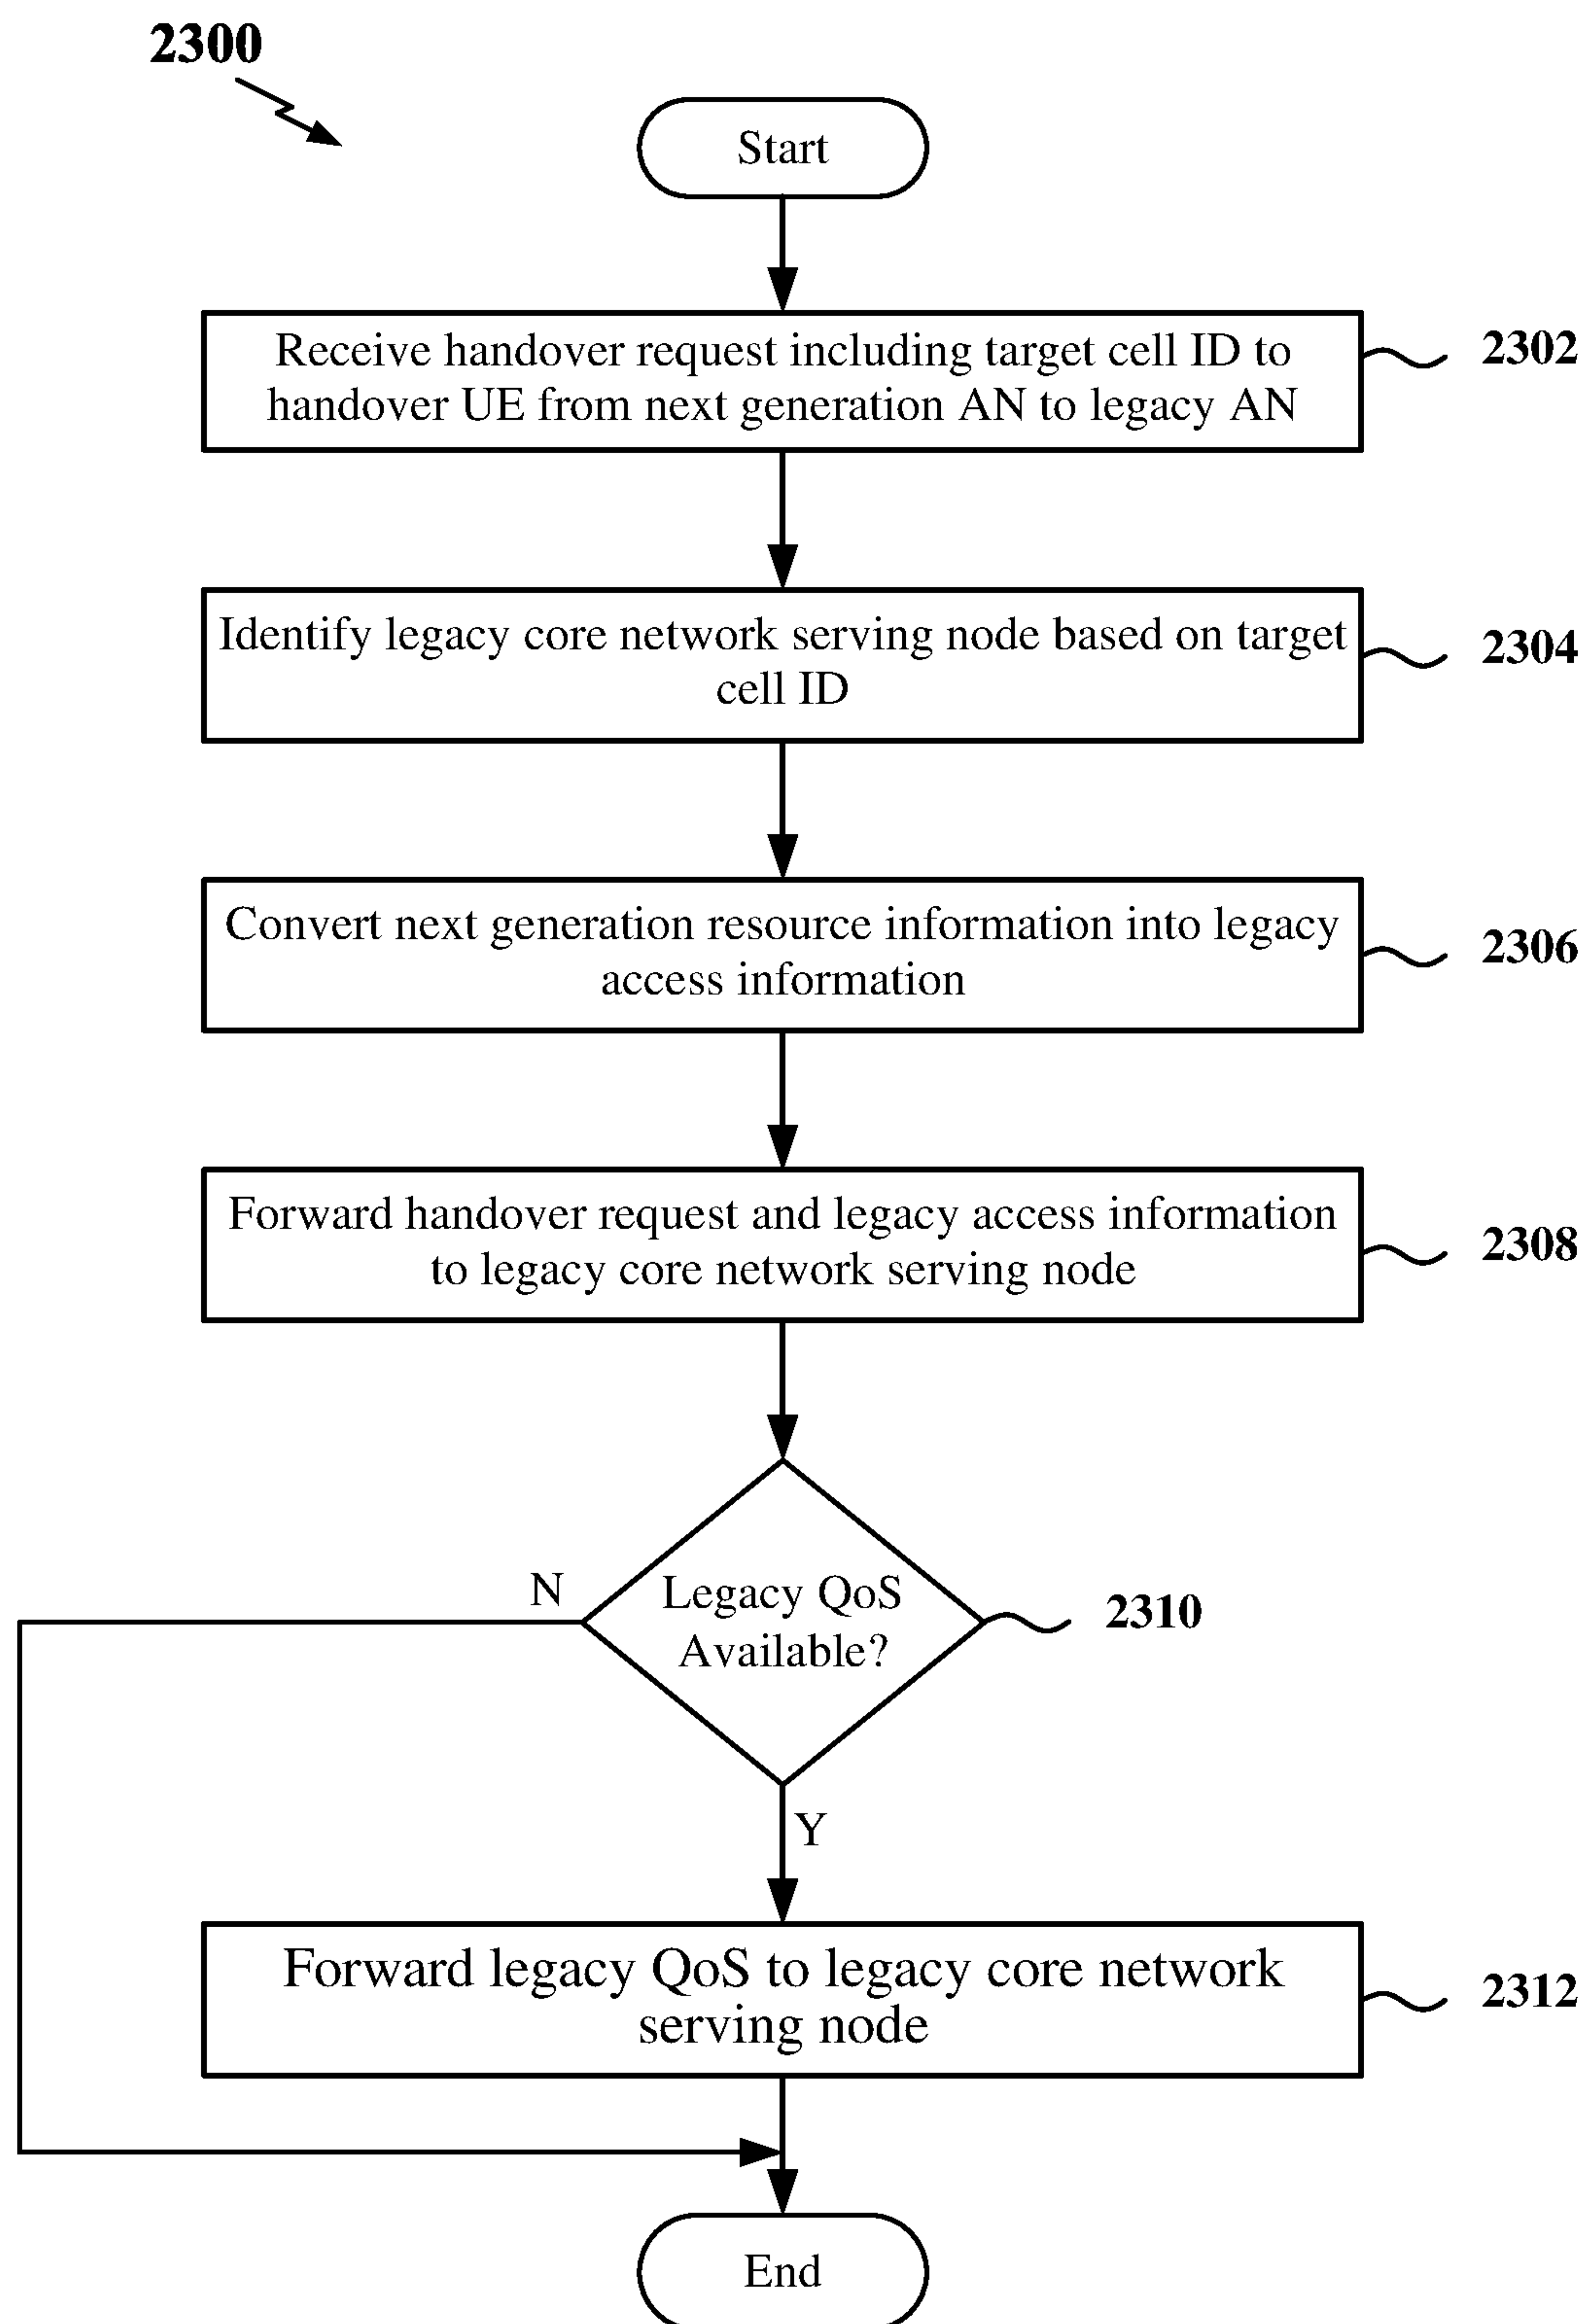 2300
Start
Receive handover request including target cell ID to
handover UE from next generation AN to legacy AN
2302
Identify legacy core network serving node based on target
cell ID
2304
Convert next generation resource information into legacy
access information
2306
Forward handover request and legacy access information
to legacy core network serving node
2308
N
Legacy QoS
Available?
2310
Y
Forward legacy QoS to legacy core network
serving node
2312
End